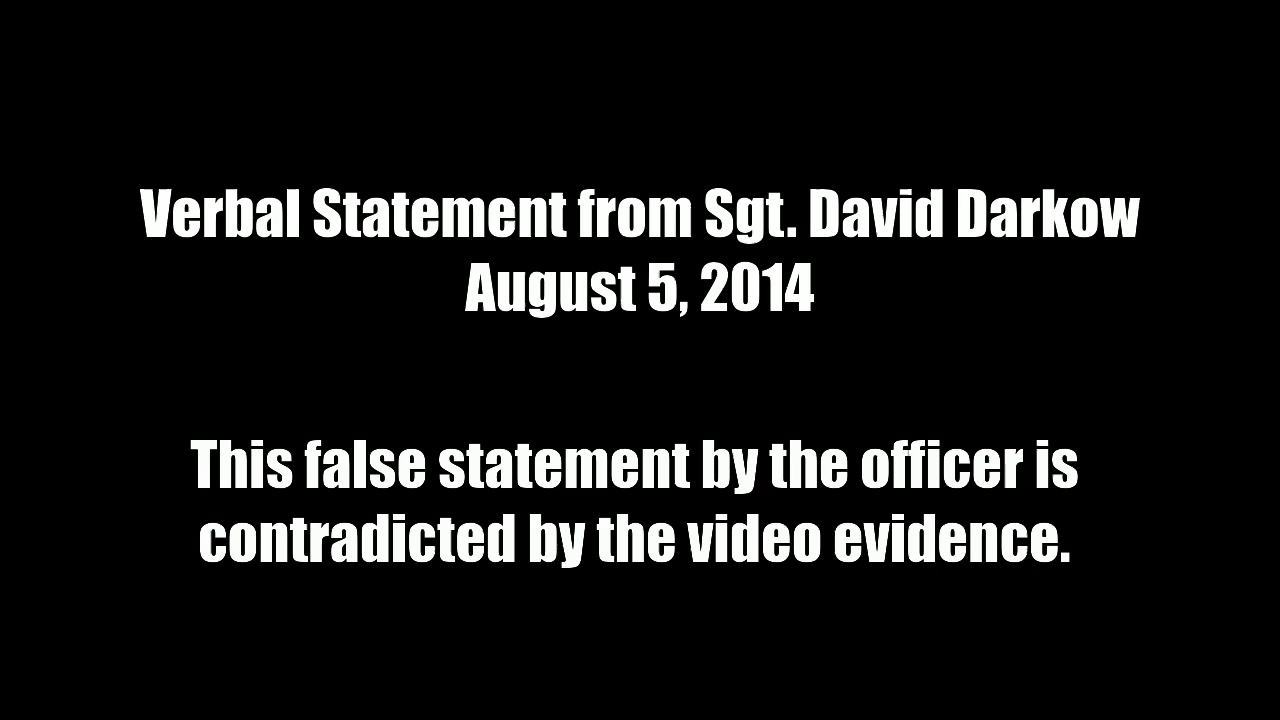 Verbal Statement from Sgt. David Darkow
August 5, 2014
This false statement by the officer is
contradicted by the video evidence.